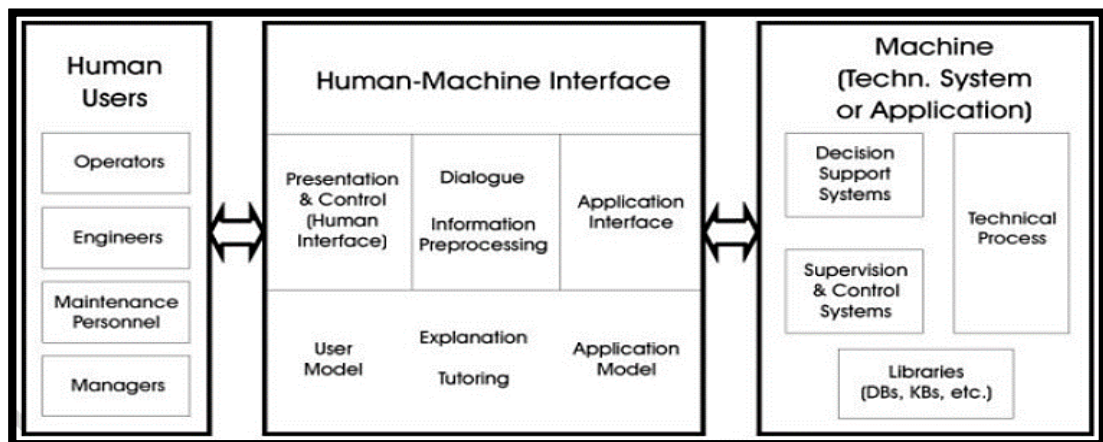 Human
Users
Operators
Engineers
Maintenance
Personnel
Managers
Human-Machine Interface
Presentation
& Control
(Human
Interface)
Dialogue
Information
Preprocessing
Application
Interface
User
Model
Explanation
Tutoring
Application
Model
Machine
(Techn. System
or Application)
Decision
Support
Systems
Supervision
& Control
Systems
Technical
Process
Libraries
(DBs, KBs, etc.)